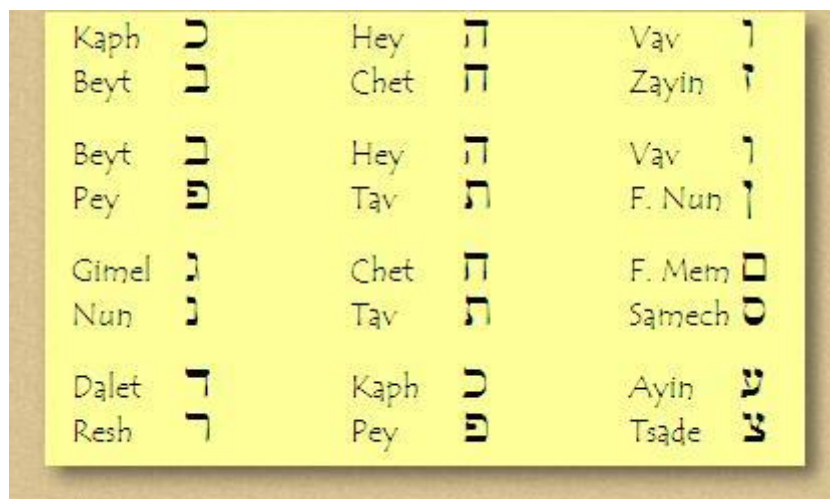 Kaph כ Hey ה Vav ו
Beyt ב Chet ח Zayin ז
Beyt ב Hey ה Vav ו
Pey פ Tav ת F. Nun ן
Gimel ג Chet ח F. Mem ם
Nun נ Tav ת Samech ס
Dalet ד Kaph כ Ayin ע
Resh ר Pey פ Tsade צ